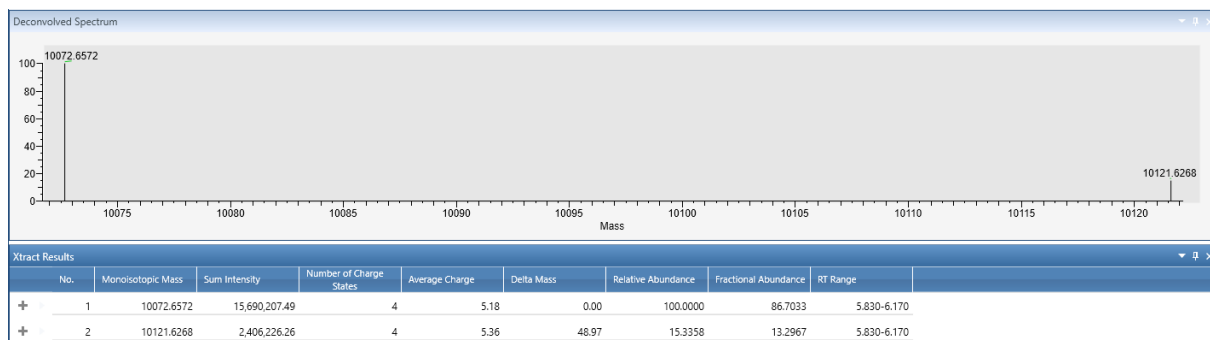 Deconvolved Spectrum
10072.6572
100
80
60
40
20
0
10121.6268
10075 10080 10085 10090 10095 10100 10105 10110 10115 10120
Mass
Xtract Results
No. Monoisotopic Mass Sum Intensity Number of Charge States Average Charge Delta Mass Relative Abundance Fractional Abundance RT Range
1 10072.6572 15,690,207.49 4 5.18 0.00 100.0000 86.7033 5.830-6.170
2 10121.6268 2,406,226.26 4 5.36 48.97 15.3358 13.2967 5.830-6.170